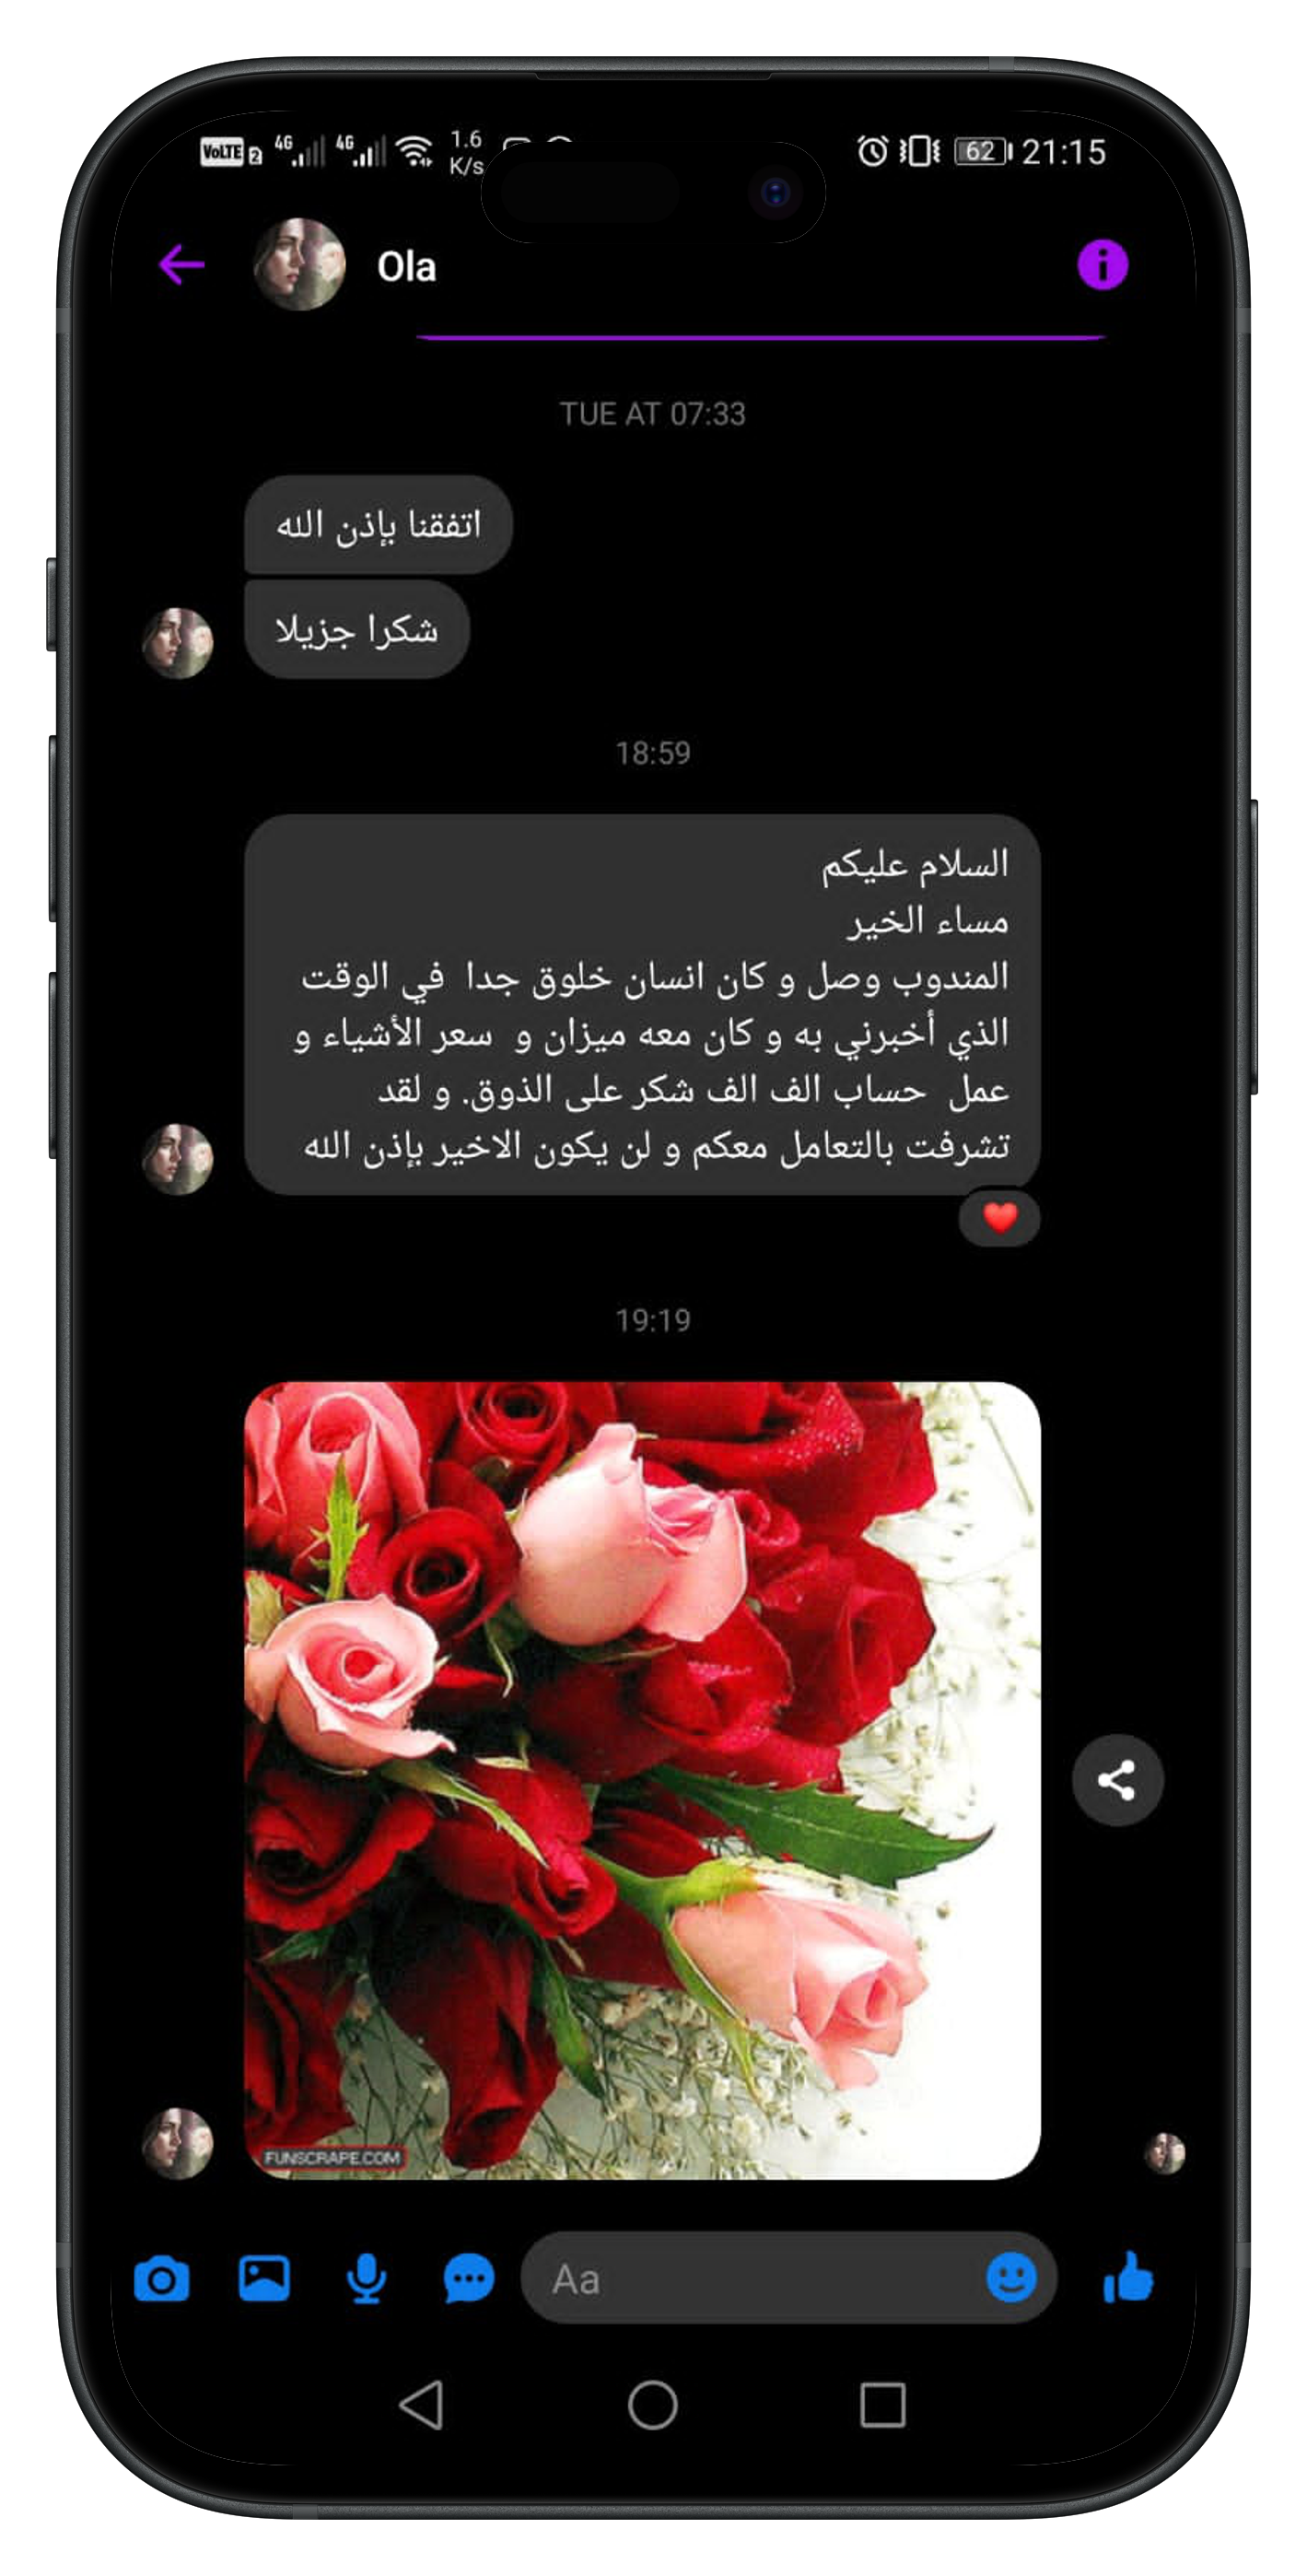 VoLTE 2 4G 4G 1.6 K/s 62 21:15
Ola
TUE AT 07:33
اتفقنا بإذن الله
شكرا جزيلا
18:59
السلام عليكم
مساء الخير
المندوب وصل و كان انسان خلوق جدا في الوقت
الذي أخبرني به و كان معه ميزان و سعر الأشياء و
عمل حساب الف الف شكر على الذوق. و لقد
تشرفت بالتعامل معكم و لن يكون الاخير بإذن الله
19:19
FUNSCRAPE.COM
Aa